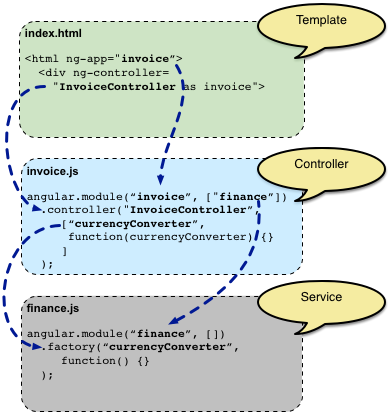 Template
index.html
<html ng-app="invoice">
<div ng-controller=
"InvoiceController as invoice">
Controller
invoice.js
angular.module(“invoice”, ["finance"])
.controller("InvoiceController",
[“currencyConverter”,
function(currencyConverter) {}
]
);
Service
finance.js
angular.module(“finance”, [])
.factory(“currencyConverter”,
function() {}
);